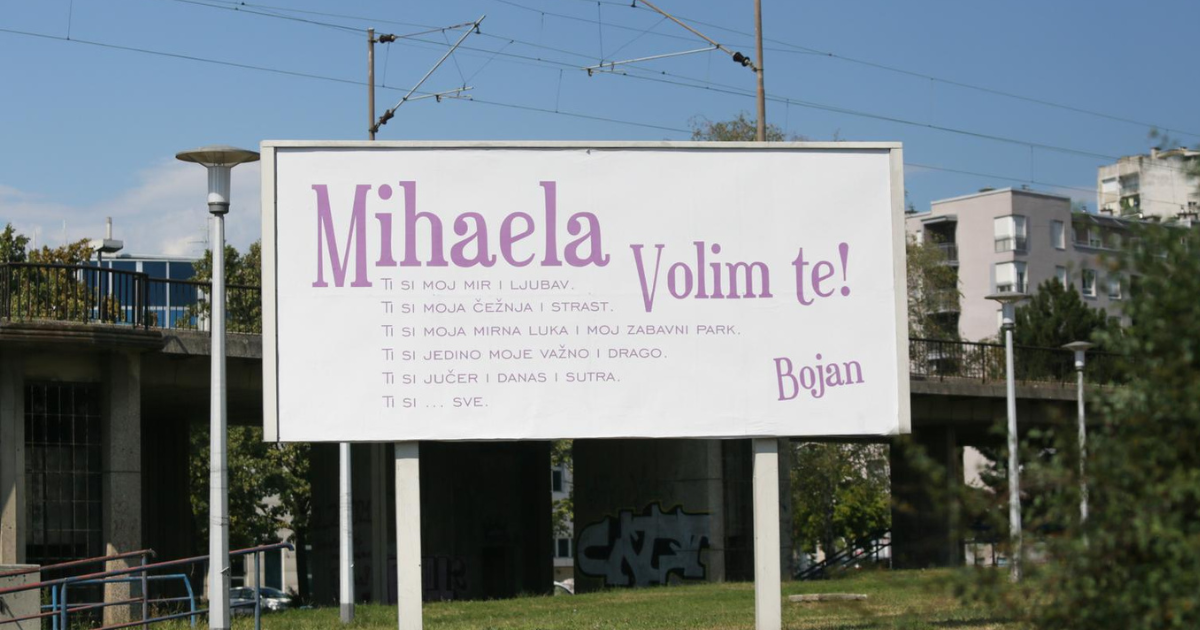 Mihaela
Volim te!
Ti si moj mir i ljubav.
Ti si moja čežnja i strast.
Ti si moja mirna luka i moj zabavni park.
Ti si jedino moje važno i drago.
Ti si jučer i danas i sutra.
Ti si ... sve.
Bojan